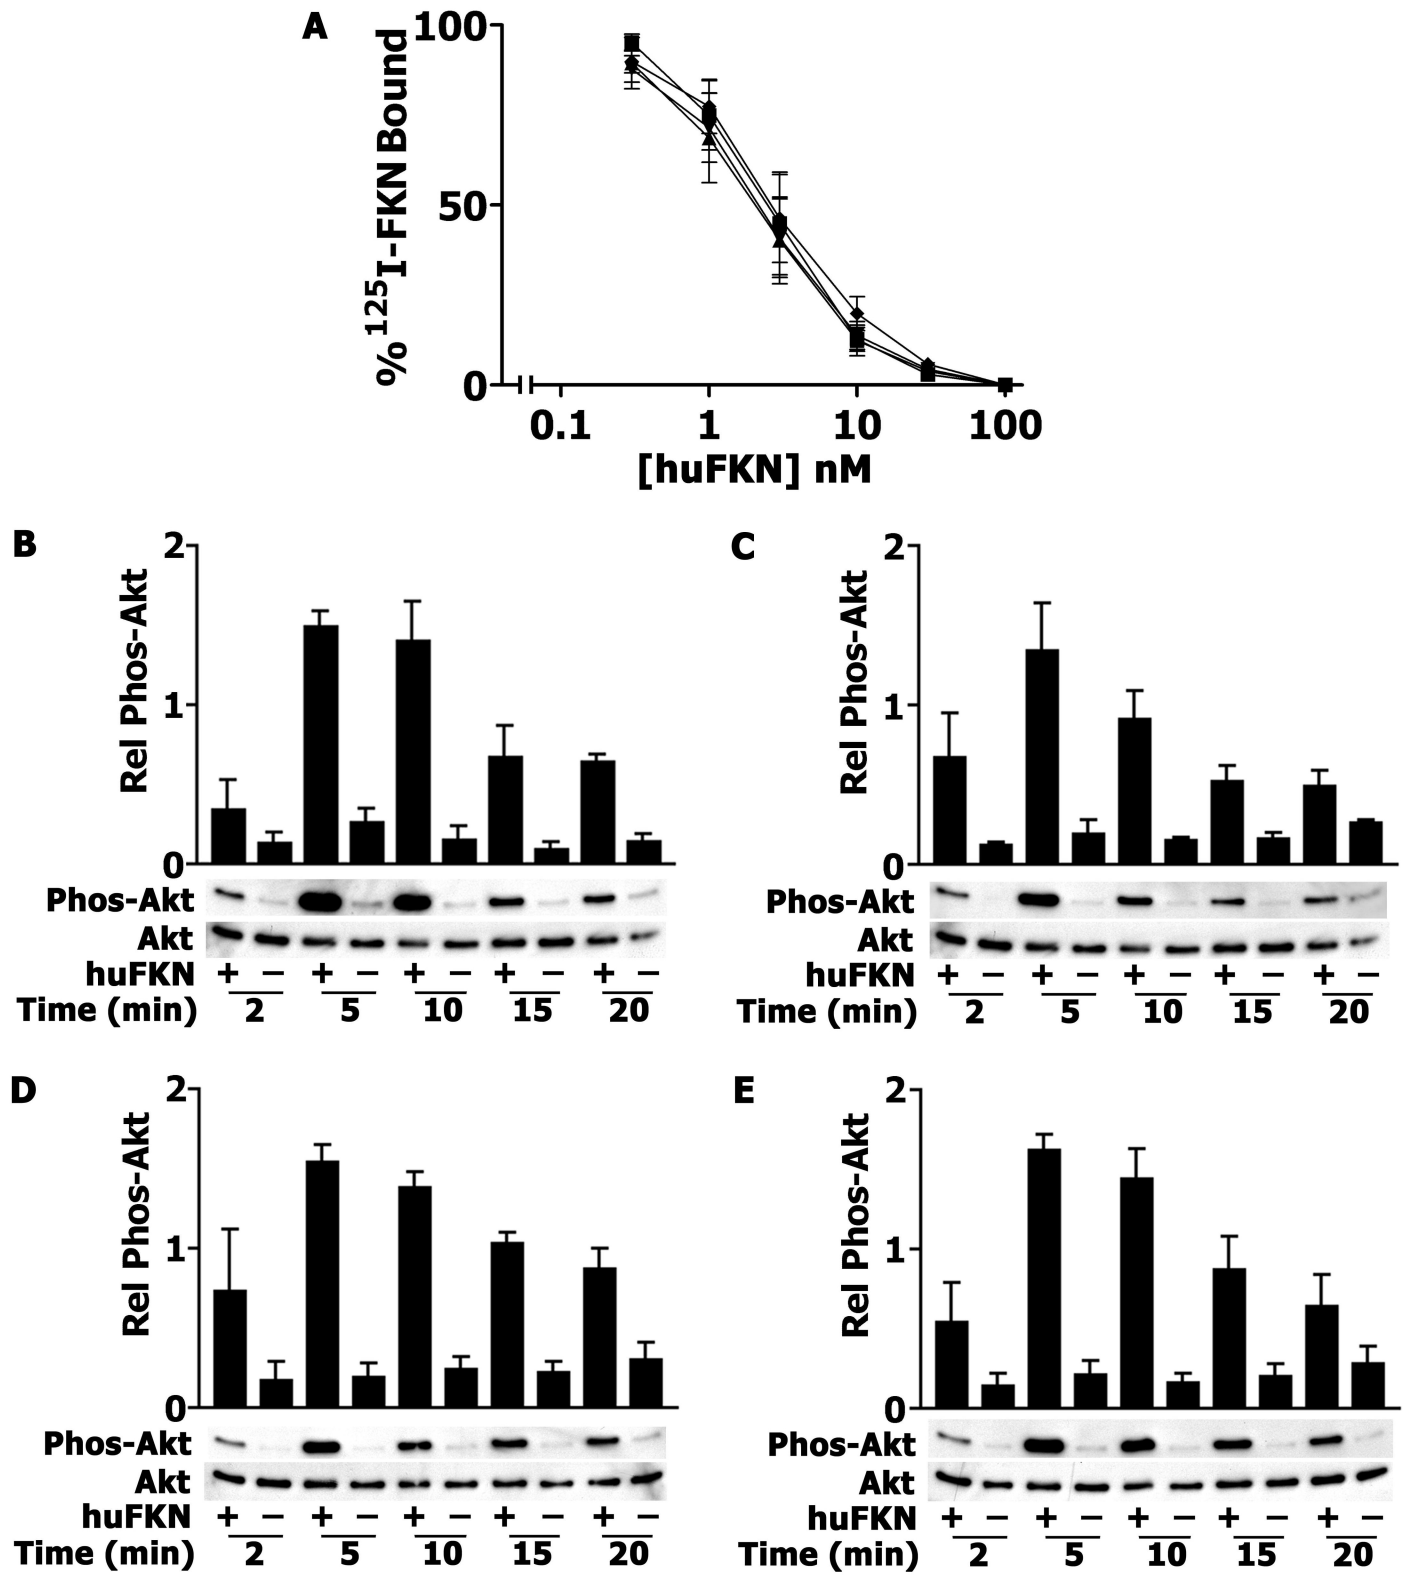 A
100
50
0
% ¹²⁵I-FKN Bound
0.1 1 10 100
[huFKN] nM
B
2
1
0
Rel Phos-Akt
Phos-Akt
Akt
huFKN + − + − + − + − + −
Time (min) 2 5 10 15 20
C
2
1
0
Rel Phos-Akt
Phos-Akt
Akt
huFKN + − + − + − + − + −
Time (min) 2 5 10 15 20
D
2
1
0
Rel Phos-Akt
Phos-Akt
Akt
huFKN + − + − + − + − + −
Time (min) 2 5 10 15 20
E
2
1
0
Rel Phos-Akt
Phos-Akt
Akt
huFKN + − + − + − + − + −
Time (min) 2 5 10 15 20